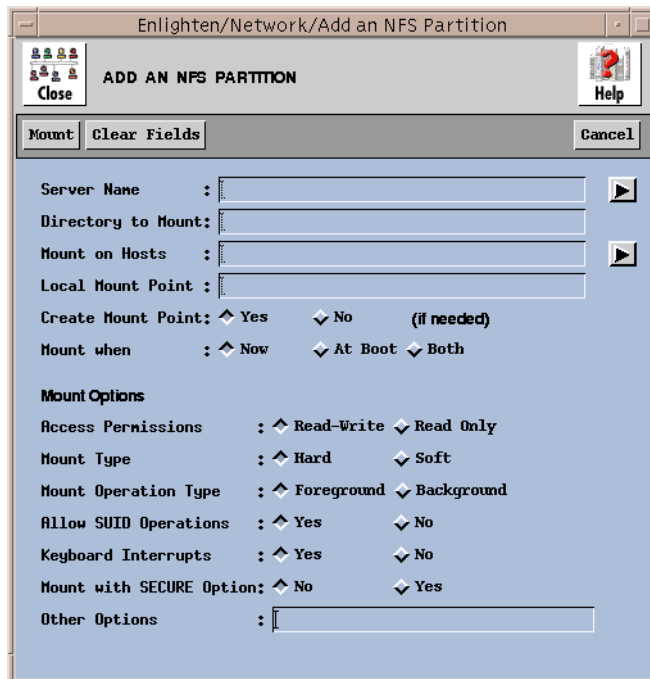 Enlighten/Network/Add an NFS Partition
Close
ADD AN NFS PARTITION
Help
Mount Clear Fields Cancel
Server Name :
Directory to Mount:
Mount on Hosts :
Local Mount Point :
Create Mount Point: Yes No (if needed)
Mount when : Now At Boot Both
Mount Options
Access Permissions : Read-Write Read Only
Mount Type : Hard Soft
Mount Operation Type : Foreground Background
Allow SUID Operations : Yes No
Keyboard Interrupts : Yes No
Mount with SECURE Option: No Yes
Other Options :